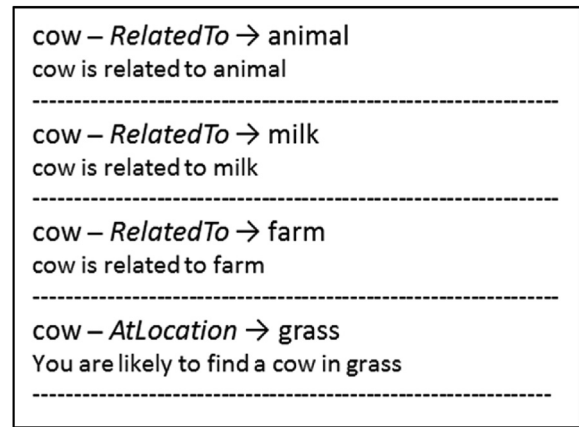 cow – RelatedTo → animal
cow is related to animal
---------------------------------------------------------------
cow – RelatedTo → milk
cow is related to milk
---------------------------------------------------------------
cow – RelatedTo → farm
cow is related to farm
---------------------------------------------------------------
cow – AtLocation → grass
You are likely to find a cow in grass
--------------------------------------------------------------